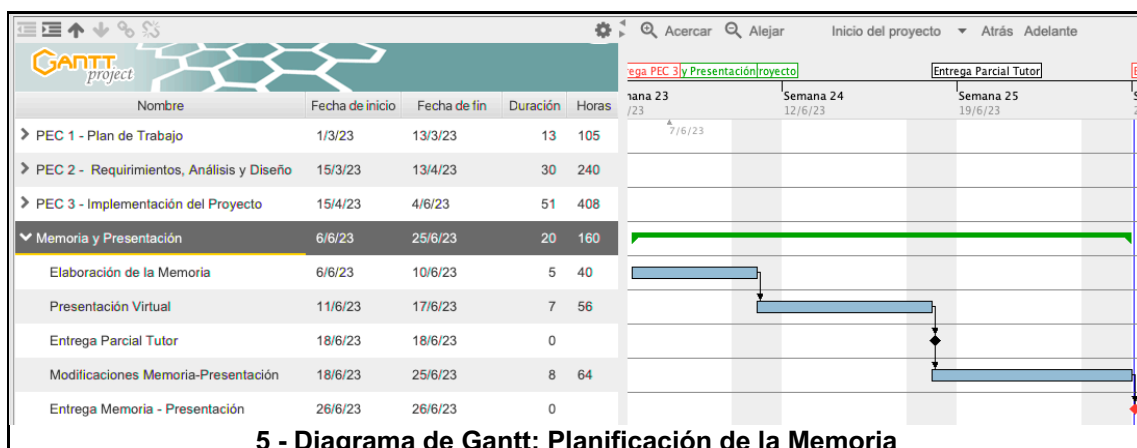 Acercar Alejar Inicio del proyecto Atrás Adelante
GANTT
project
ega PEC 3 y Presentación royecto Entrega Parcial Tutor
Nombre Fecha de inicio Fecha de fin Duración Horas
mana 23 Semana 24 Semana 25
/23 12/6/23 19/6/23
7/6/23
PEC 1 - Plan de Trabajo 1/3/23 13/3/23 13 105
PEC 2 - Requirimientos, Análisis y Diseño 15/3/23 13/4/23 30 240
PEC 3 - Implementación del Proyecto 15/4/23 4/6/23 51 408
Memoria y Presentación 6/6/23 25/6/23 20 160
Elaboración de la Memoria 6/6/23 10/6/23 5 40
Presentación Virtual 11/6/23 17/6/23 7 56
Entrega Parcial Tutor 18/6/23 18/6/23 0
Modificaciones Memoria-Presentación 18/6/23 25/6/23 8 64
Entrega Memoria - Presentación 26/6/23 26/6/23 0
5 - Diagrama de Gantt: Planificación de la Memoria